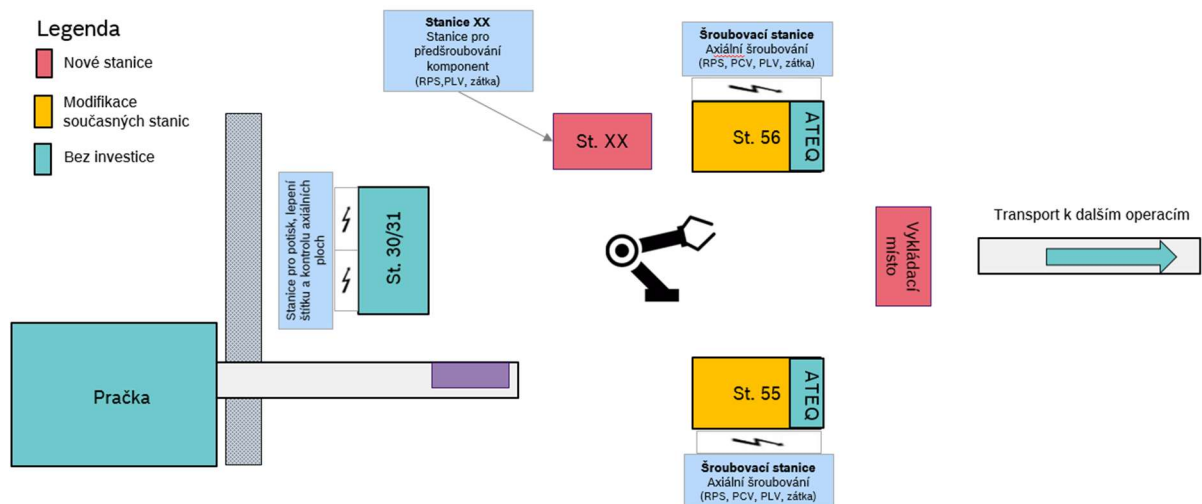 Legenda
Nové stanice
Modifikace
současných stanic
Bez investice
Stanice XX
Stanice pro
předšroubování
komponent
(RPS,PLV, zátka)
Šroubovací stanice
Axiální šroubování
(RPS, PCV, PLV, zátka)
St. XX
St. 56
ATEQ
Stanice pro potisk, lepení
štítku a kontrolu axiálních
ploch
St. 30/31
Vykládací
místo
Transport k dalším operacím
Pračka
St. 55
ATEQ
Šroubovací stanice
Axiální šroubování
(RPS, PCV, PLV, zátka)